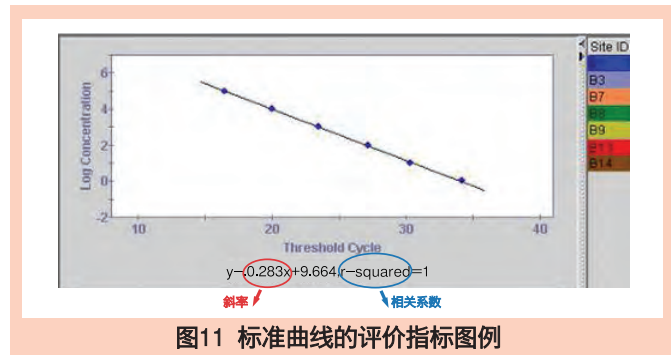 Site ID
B3
B7
B8
B9
B13
B14
Log Concentration
6
4
2
0
-2
10
20
30
40
Threshold Cycle
y-.0.283x+9.664,r-squared=1
斜率
相关系数
图11 标准曲线的评价指标图例